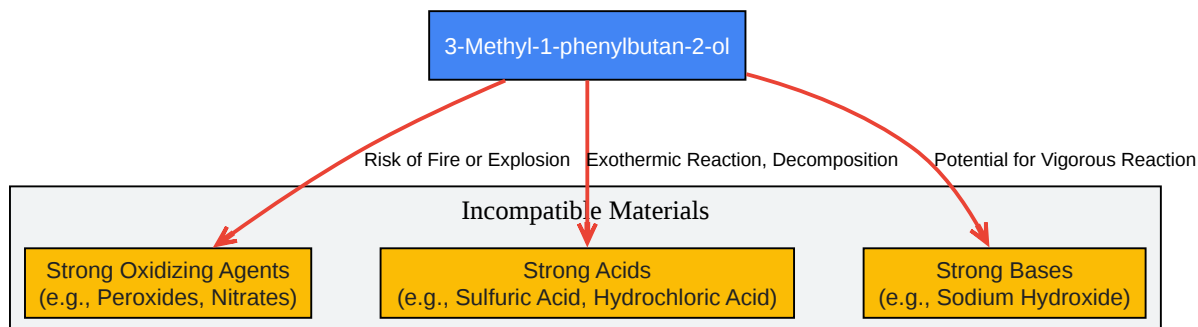 3-Methyl-1-phenylbutan-2-ol
Risk of Fire or Explosion
Exothermic Reaction, Decomposition
Potential for Vigorous Reaction
Incompatible Materials
Strong Oxidizing Agents
(e.g., Peroxides, Nitrates)
Strong Acids
(e.g., Sulfuric Acid, Hydrochloric Acid)
Strong Bases
(e.g., Sodium Hydroxide)